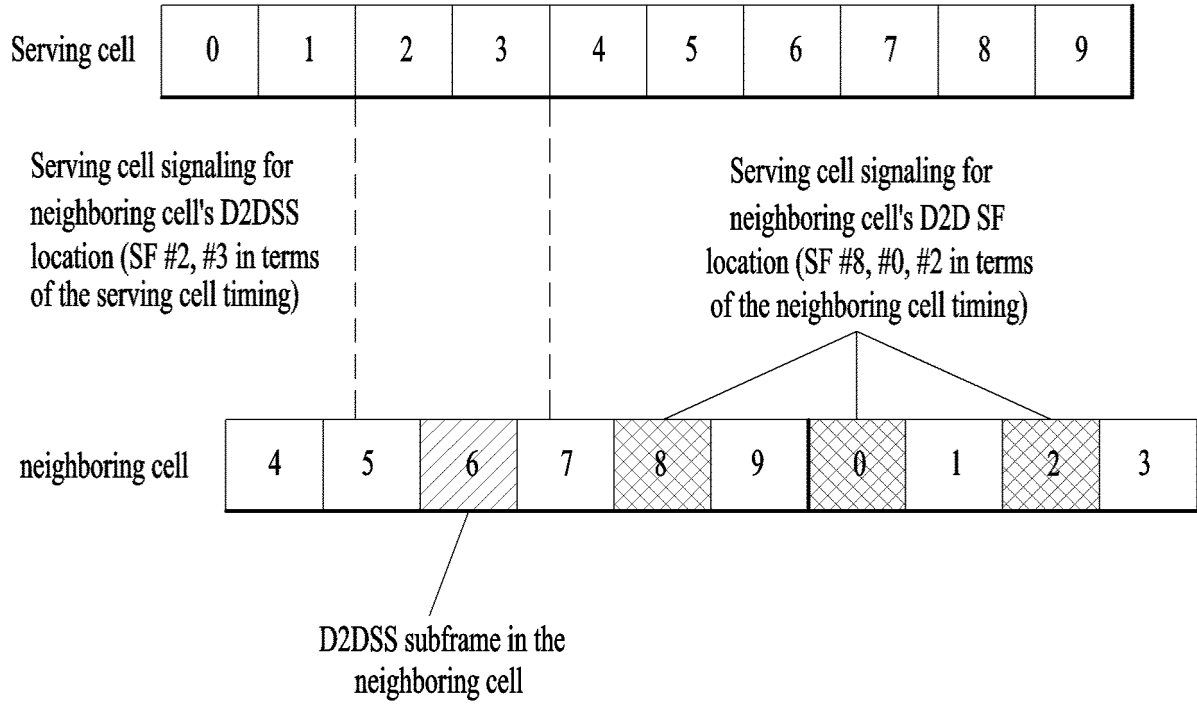 Serving cell 0 1 2 3 4 5 6 7 8 9
Serving cell signaling for
neighboring cell's D2DSS
location (SF #2, #3 in terms
of the serving cell timing)
Serving cell signaling for
neighboring cell's D2D SF
location (SF #8, #0, #2 in terms
of the neighboring cell timing)
neighboring cell 4 5 6 7 8 9 0 1 2 3
D2DSS subframe in the
neighboring cell